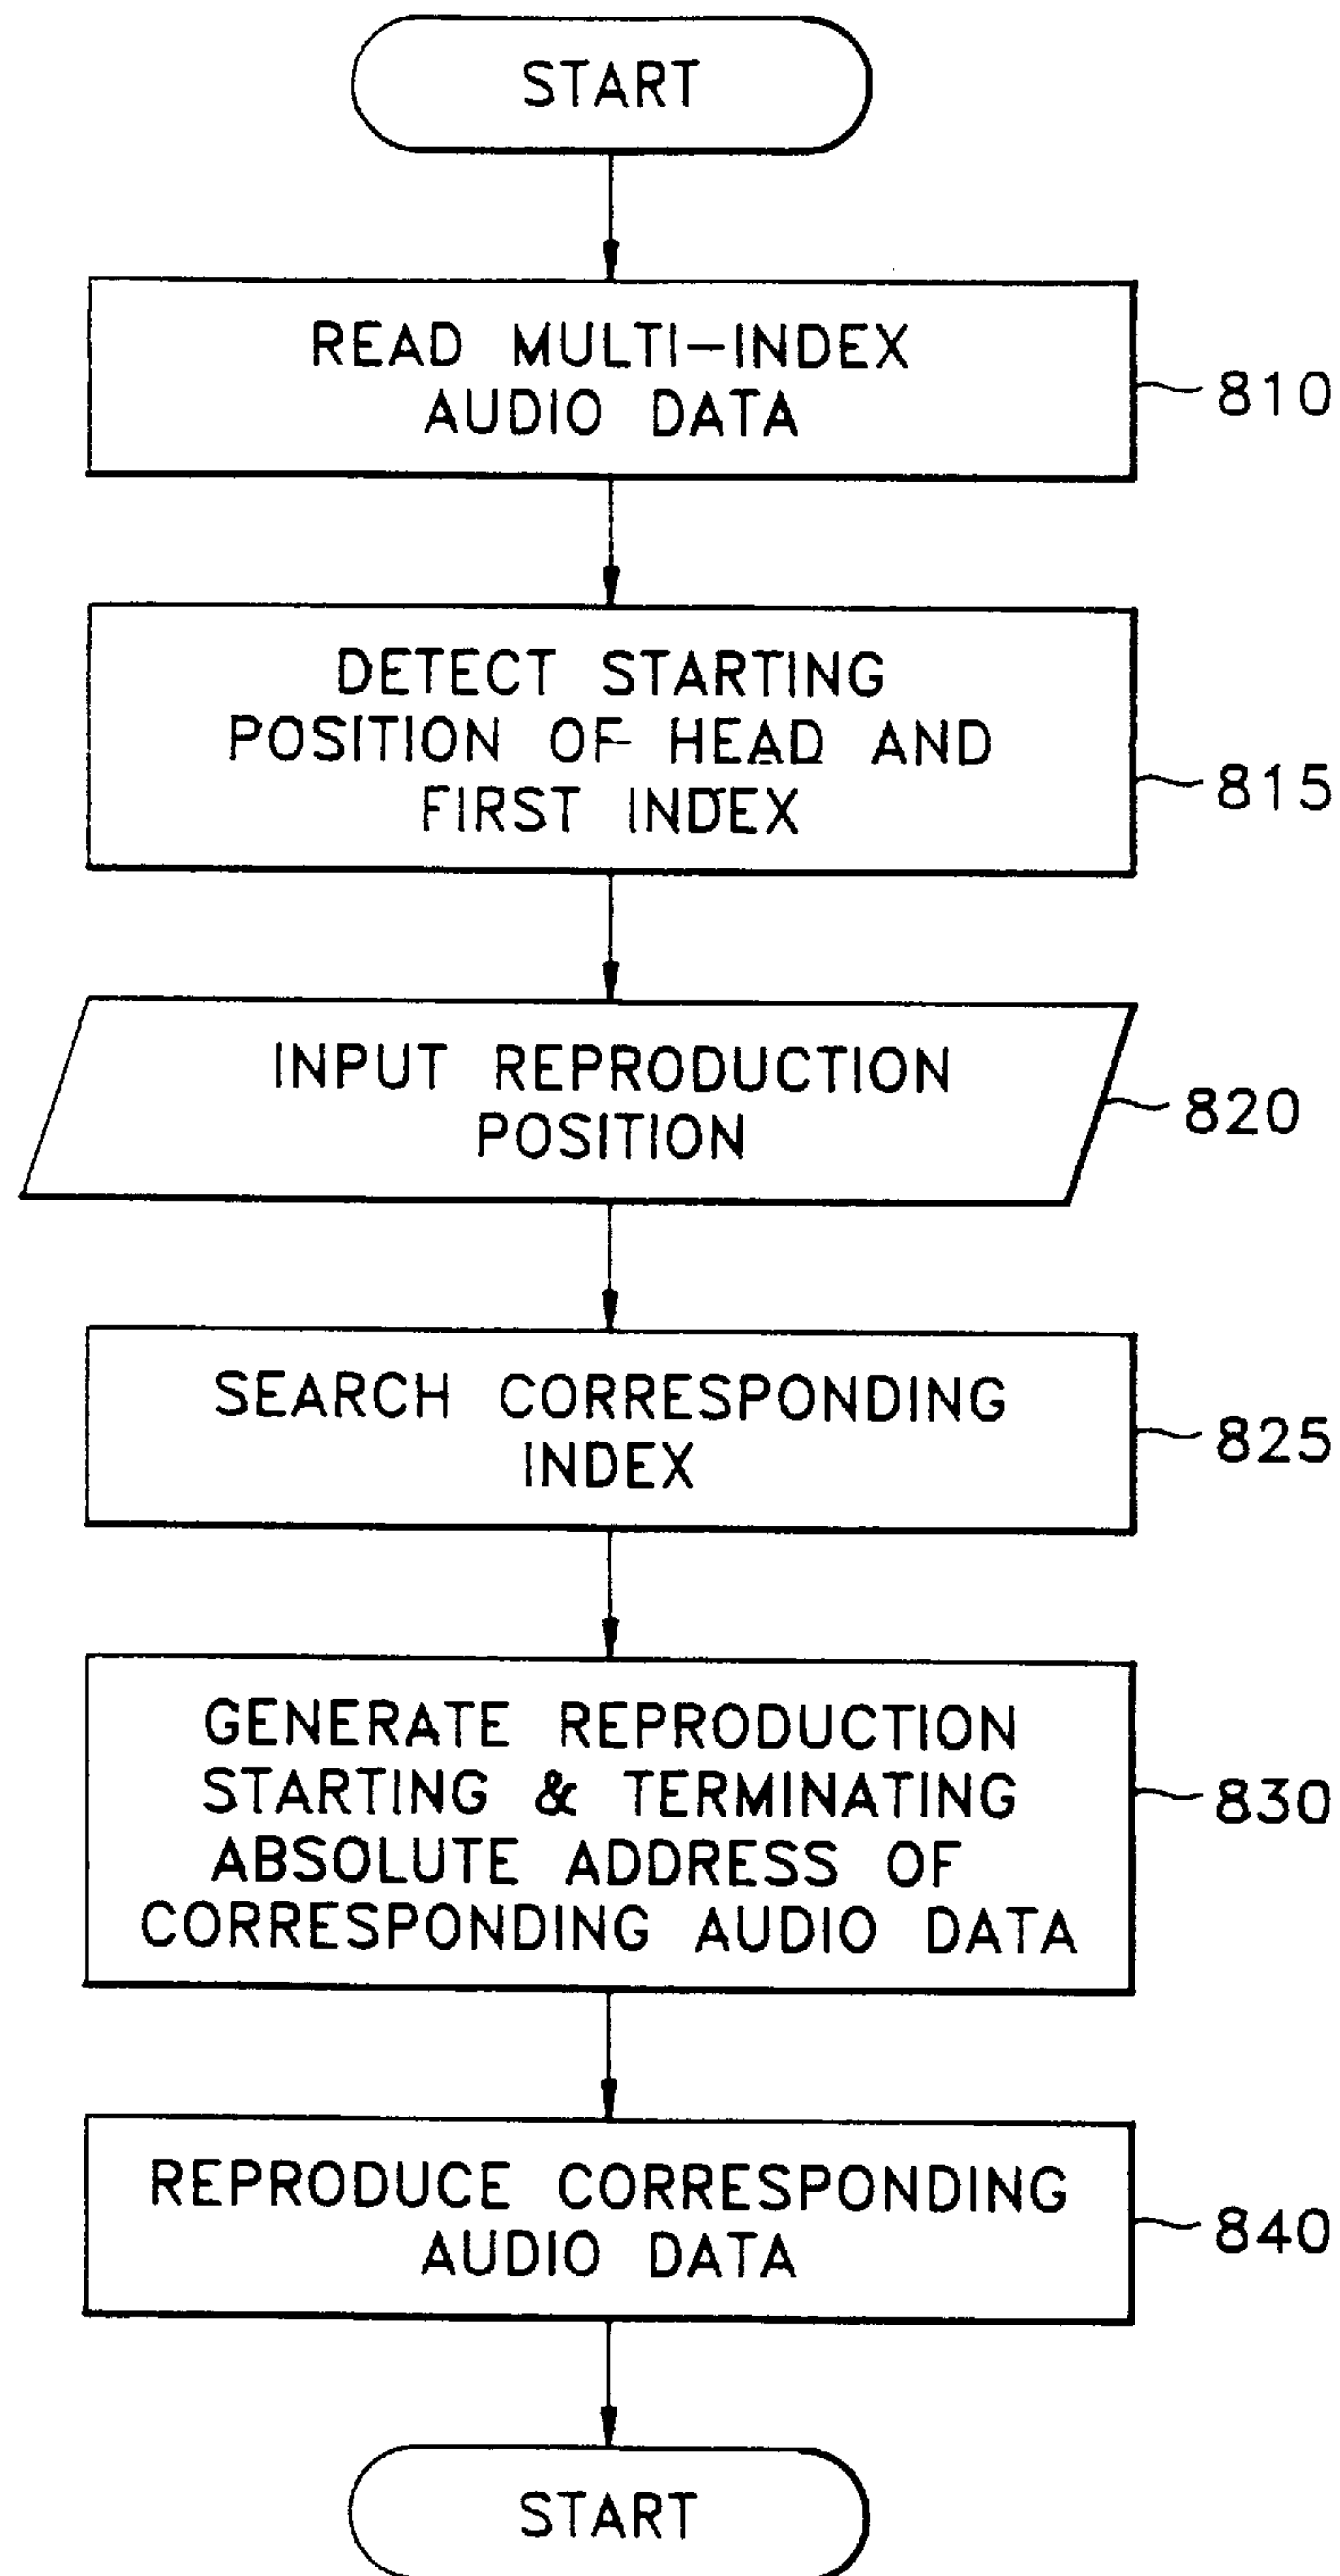 START
READ MULTI-INDEX
AUDIO DATA
810
DETECT STARTING
POSITION OF HEAD AND
FIRST INDEX
815
INPUT REPRODUCTION
POSITION
820
SEARCH CORRESPONDING
INDEX
825
GENERATE REPRODUCTION
STARTING & TERMINATING
ABSOLUTE ADDRESS OF
CORRESPONDING AUDIO DATA
830
REPRODUCE CORRESPONDING
AUDIO DATA
840
START